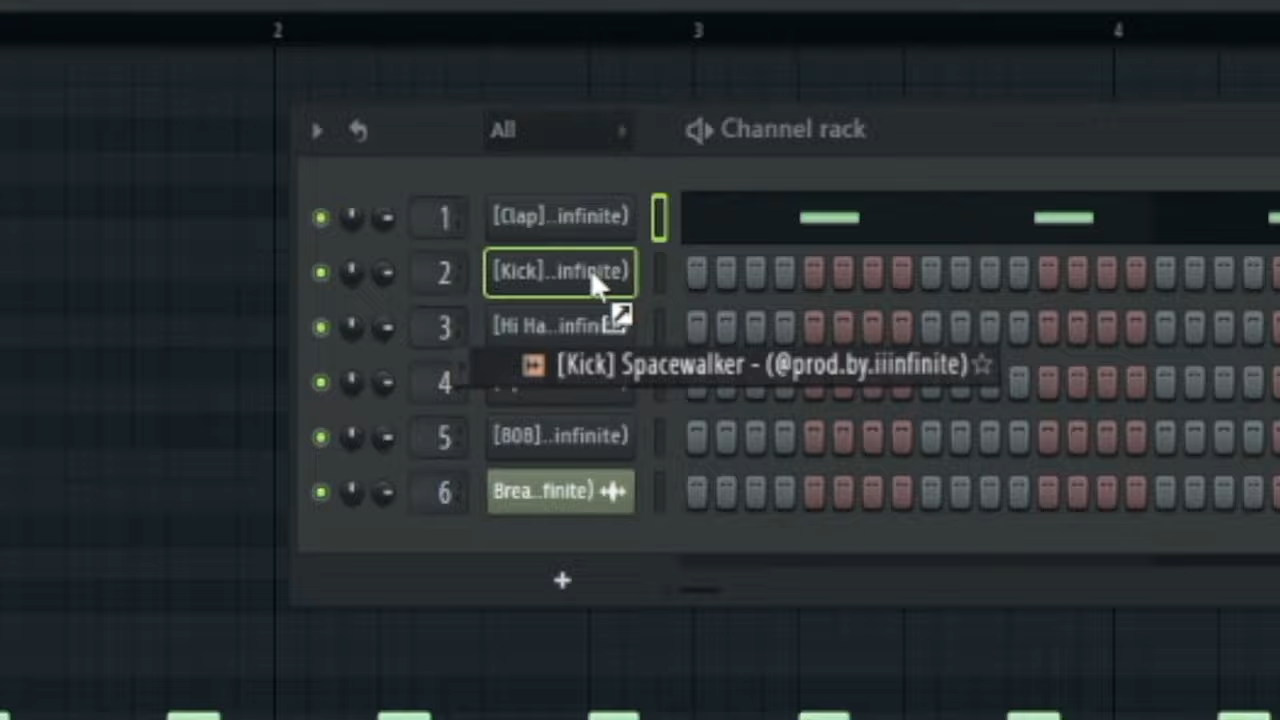 2 3 4
All Channel rack
1 [Clap]..infinite)
2 [Kick]..infinite)
3 [Hi Ha..infin
[Kick] Spacewalker - (@prod.by.iiinfinite)☆
4
5 [808]..infinite)
6 Brea..finite)
+